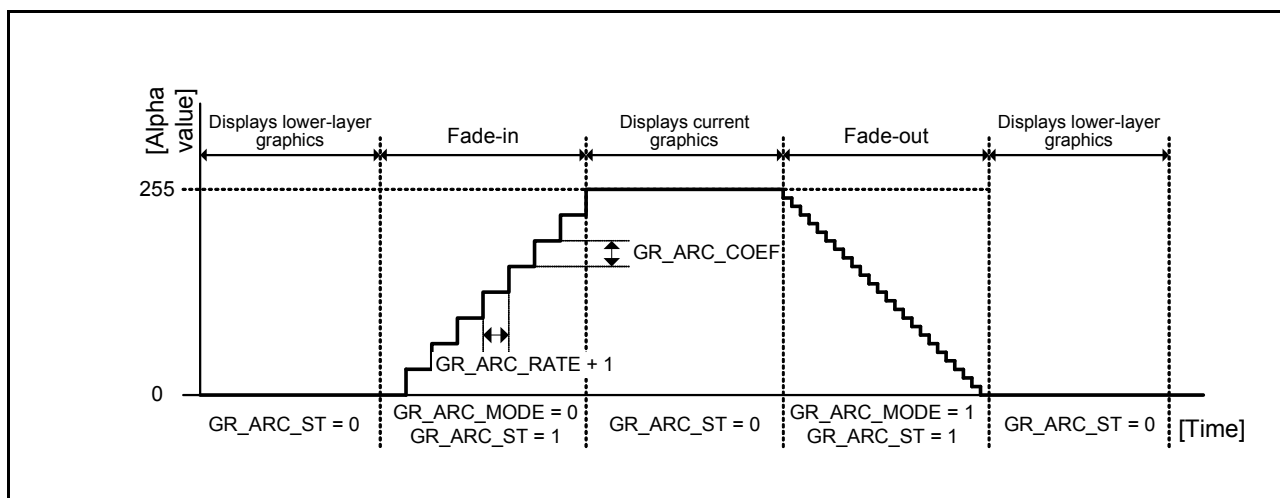 [Alpha
value]
Displays lower-layer
graphics
Fade-in
Displays current
graphics
Fade-out
Displays lower-layer
graphics
255
GR_ARC_COEF
GR_ARC_RATE + 1
0
GR_ARC_ST = 0
GR_ARC_MODE = 0
GR_ARC_ST = 1
GR_ARC_ST = 0
GR_ARC_MODE = 1
GR_ARC_ST = 1
GR_ARC_ST = 0
[Time]